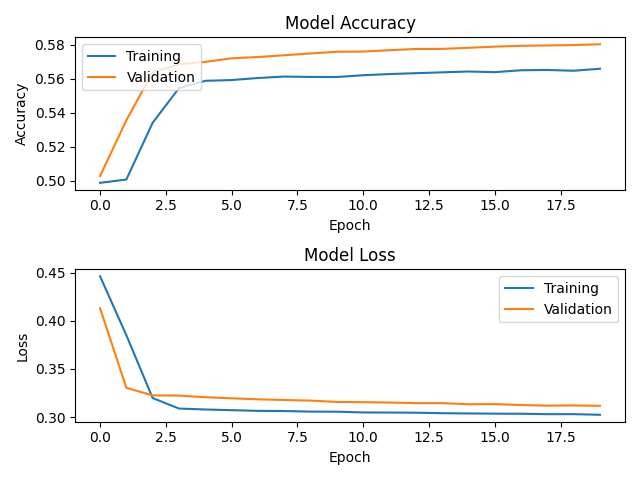 Model Accuracy
Training
Validation
Accuracy
0.58
0.56
0.54
0.52
0.50
0.0 2.5 5.0 7.5 10.0 12.5 15.0 17.5
Epoch
Model Loss
Training
Validation
Loss
0.45
0.40
0.35
0.30
0.0 2.5 5.0 7.5 10.0 12.5 15.0 17.5
Epoch